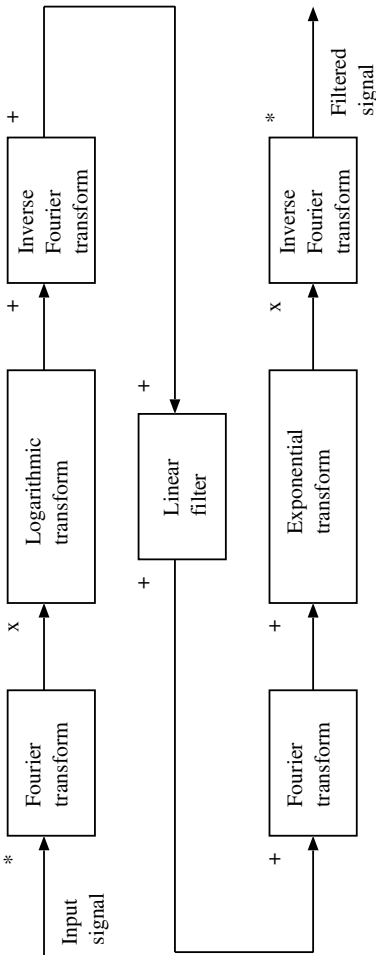 Input
signal
*
Fourier
transform
x
Logarithmic
transform
+
Inverse
Fourier
transform
+
+
Linear
filter
+
+
Fourier
transform
+
Exponential
transform
x
Inverse
Fourier
transform
*
Filtered
signal